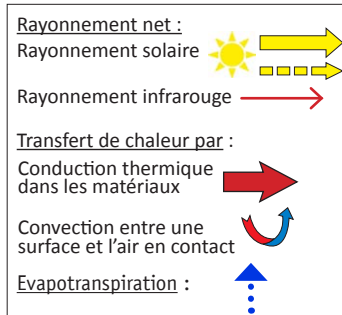 Rayonnement net :
Rayonnement solaire
Rayonnement infrarouge
Transfert de chaleur par :
Conduction thermique
dans les matériaux
Convection entre une
surface et l'air en contact
Evapotranspiration :